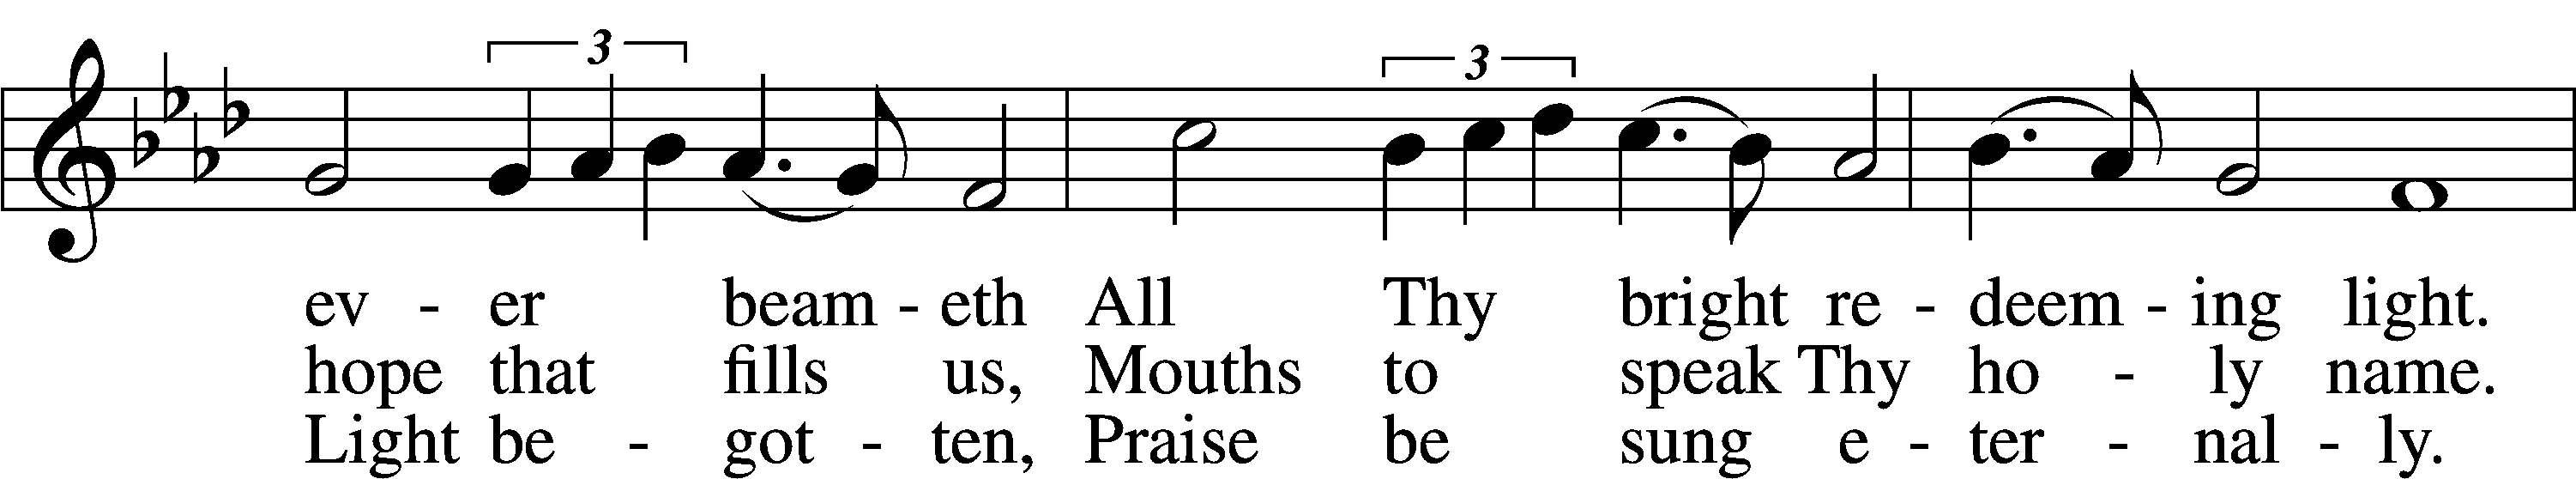 3 3
ev - er beam - eth All Thy bright re - deem - ing light.
hope that fills us, Mouths to speak Thy ho - ly name.
Light be - got - ten, Praise be sung e - ter - nal - ly.